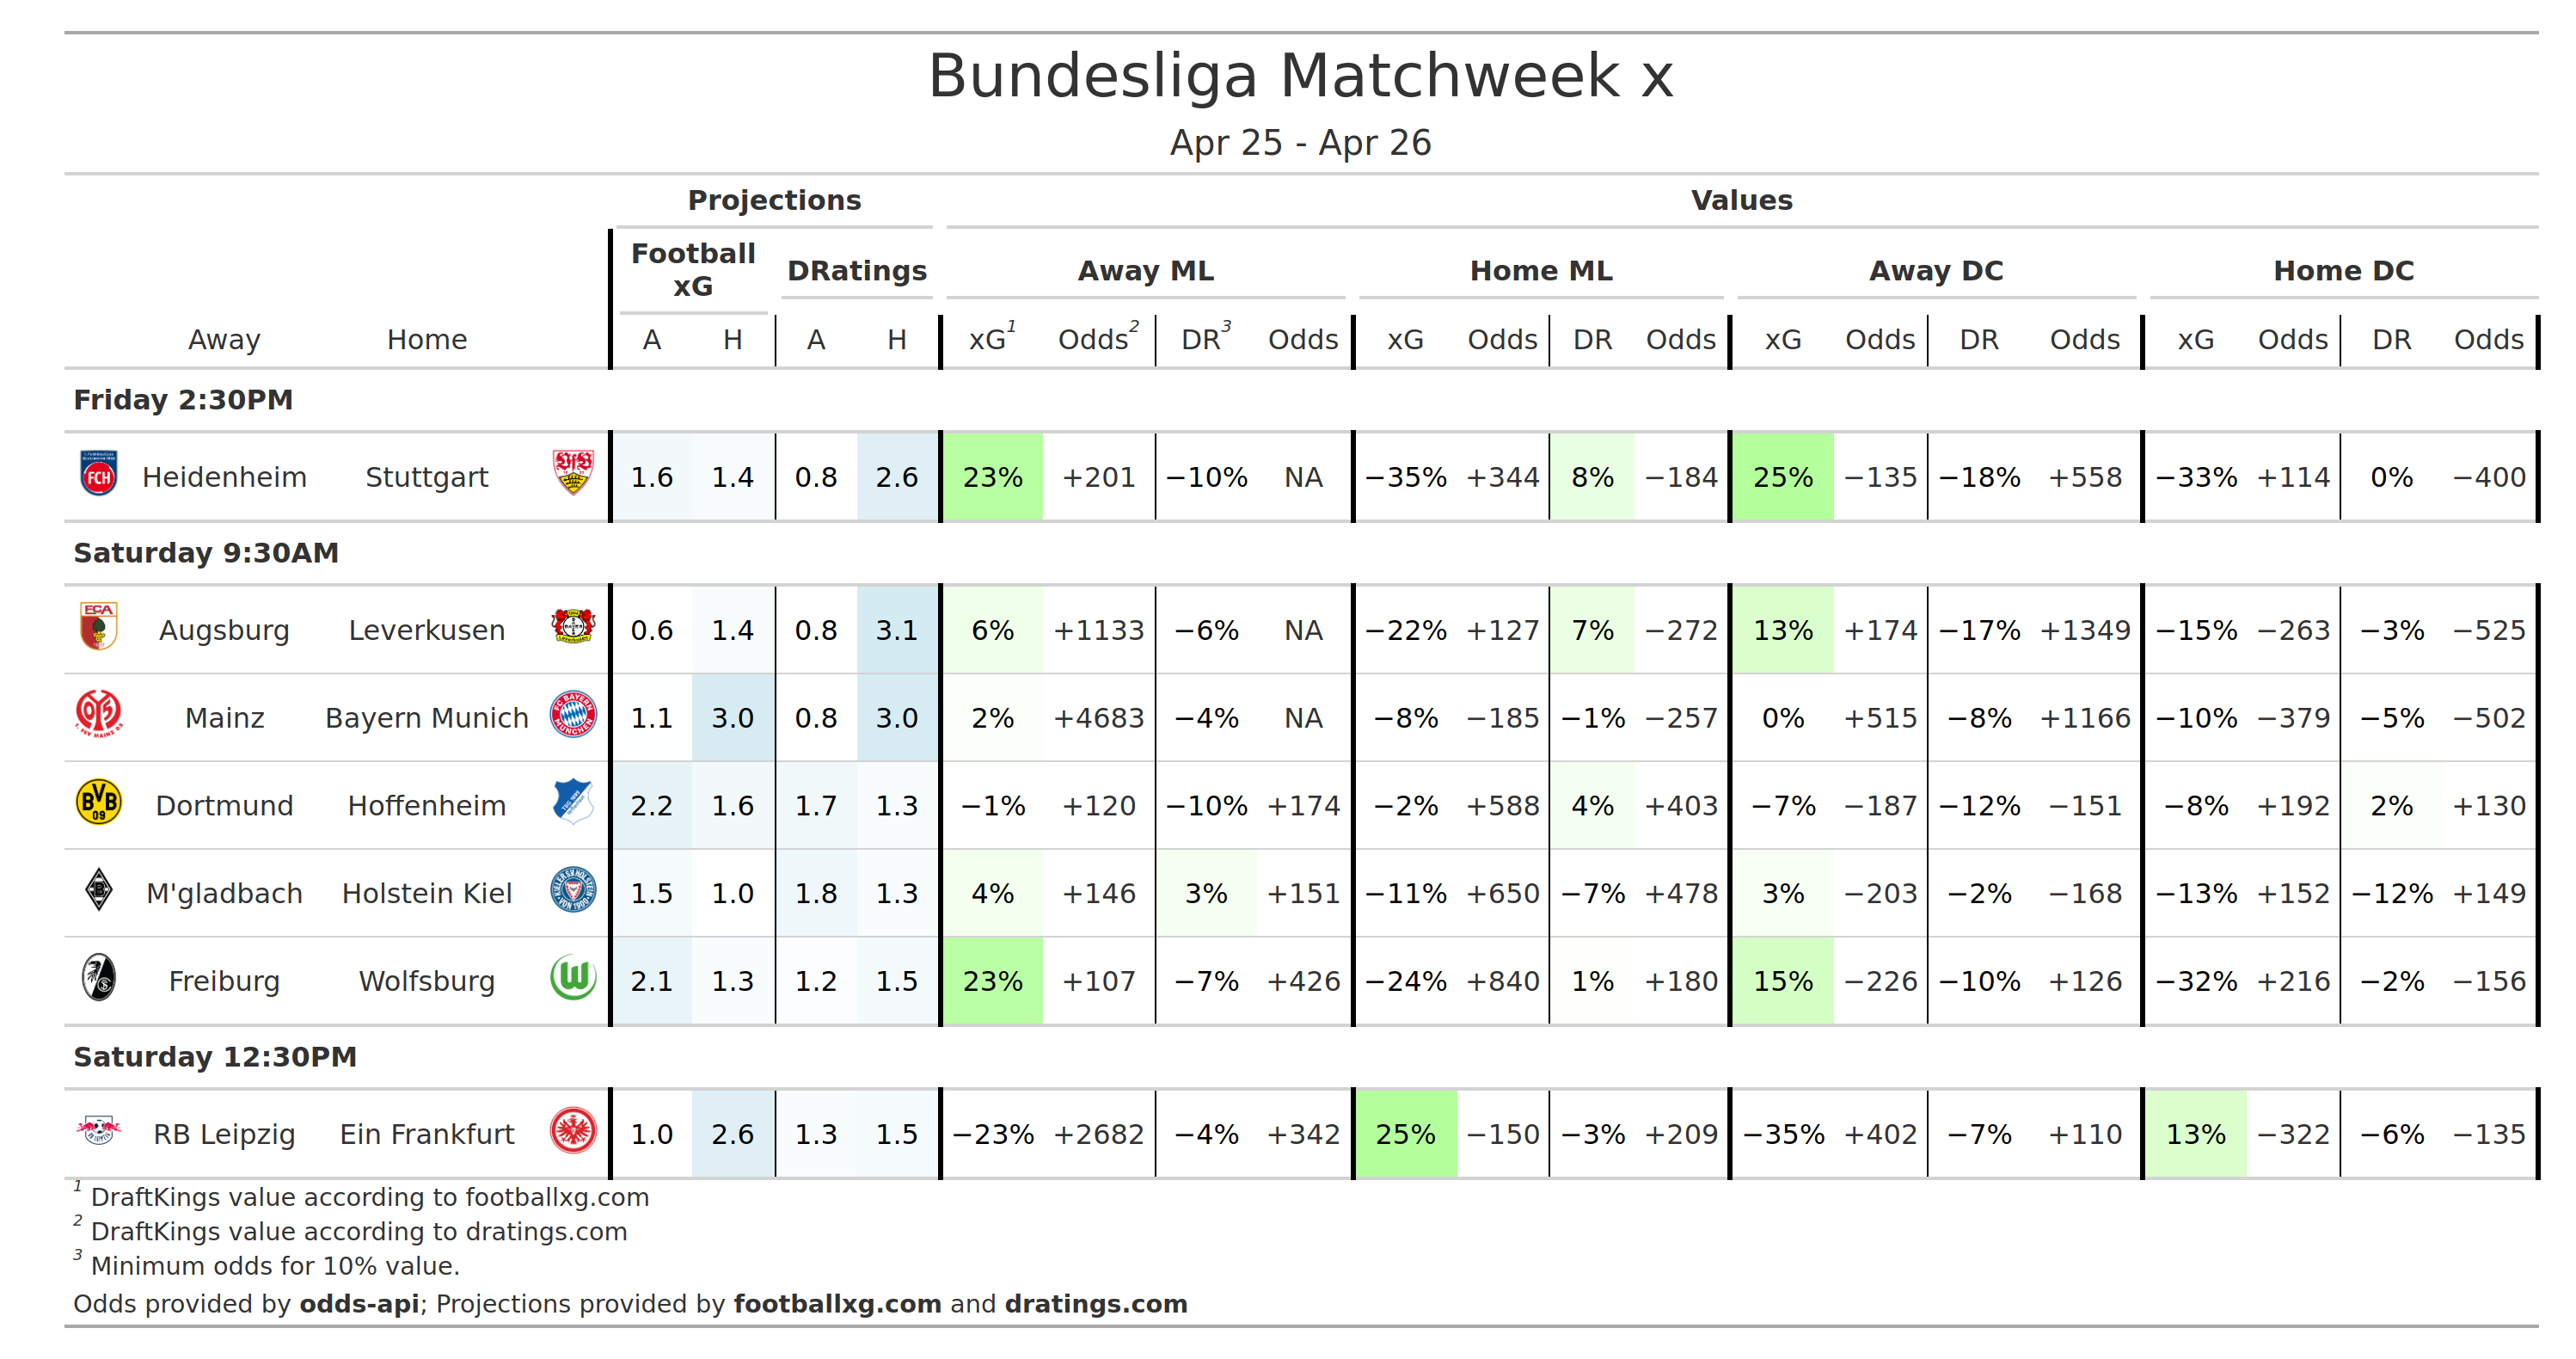 Bundesliga Matchweek x
Apr 25 - Apr 26
Projections Values
Football xG DRatings Away ML Home ML Away DC Home DC
Away Home A H A H xG1 Odds2 DR3 Odds xG Odds DR Odds xG Odds DR Odds xG Odds DR Odds
Friday 2:30PM
FCH Heidenheim Stuttgart VfB 1.6 1.4 0.8 2.6 23% +201 −10% NA −35% +344 8% −184 25% −135 −18% +558 −33% +114 0% −400
Saturday 9:30AM
FCA Augsburg Leverkusen 0.6 1.4 0.8 3.1 6% +1133 −6% NA −22% +127 7% −272 13% +174 −17% +1349 −15% −263 −3% −525
Mainz Bayern Munich 1.1 3.0 0.8 3.0 2% +4683 −4% NA −8% −185 −1% −257 0% +515 −8% +1166 −10% −379 −5% −502
BVB 09 Dortmund Hoffenheim 2.2 1.6 1.7 1.3 −1% +120 −10% +174 −2% +588 4% +403 −7% −187 −12% −151 −8% +192 2% +130
M'gladbach Holstein Kiel 1.5 1.0 1.8 1.3 4% +146 3% +151 −11% +650 −7% +478 3% −203 −2% −168 −13% +152 −12% +149
Freiburg Wolfsburg 2.1 1.3 1.2 1.5 23% +107 −7% +426 −24% +840 1% +180 15% −226 −10% +126 −32% +216 −2% −156
Saturday 12:30PM
RB Leipzig Ein Frankfurt 1.0 2.6 1.3 1.5 −23% +2682 −4% +342 25% −150 −3% +209 −35% +402 −7% +110 13% −322 −6% −135
1 DraftKings value according to footballxg.com
2 DraftKings value according to dratings.com
3 Minimum odds for 10% value.
Odds provided by odds-api; Projections provided by footballxg.com and dratings.com